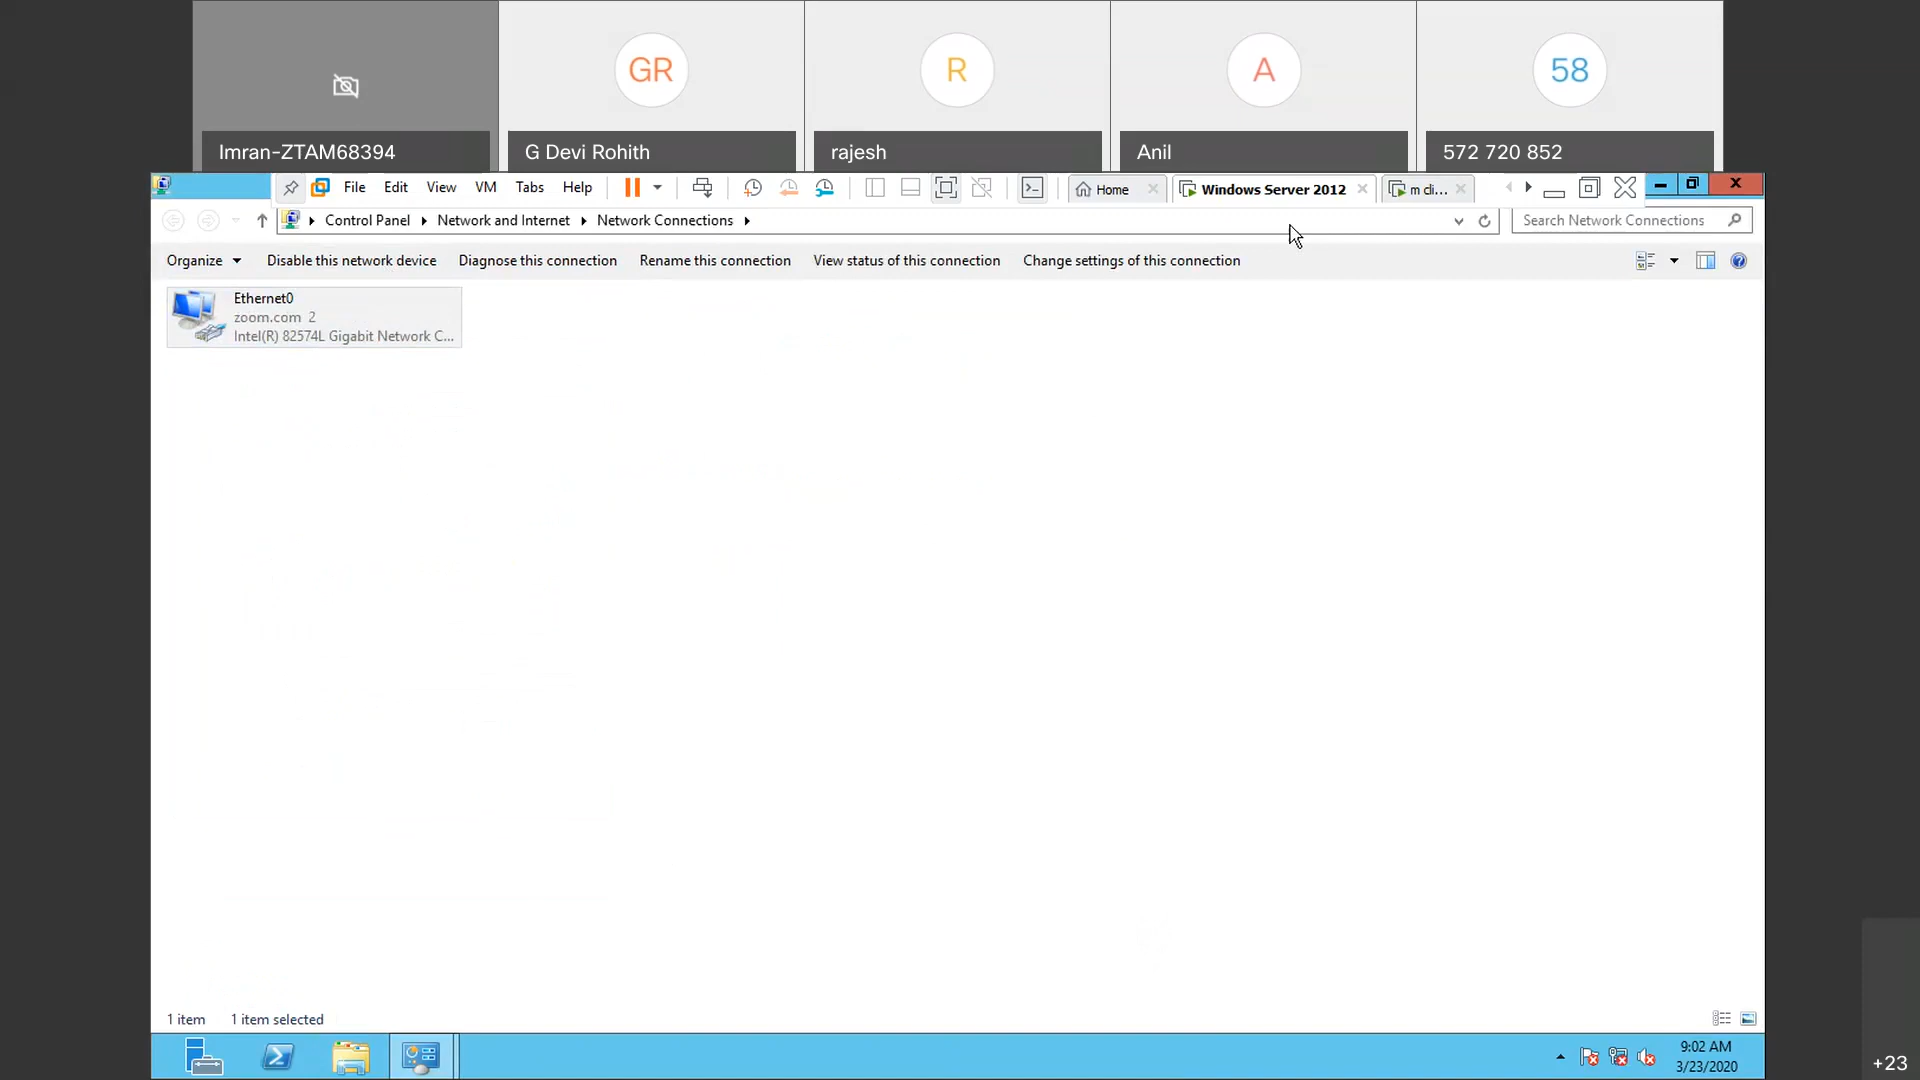 GR
R
A
58
Imran-ZTAM68394
G Devi Rohith
rajesh
Anil
572 720 852
File Edit View VM Tabs Help
Home
Windows Server 2012
m cli...
Control Panel Network and Internet Network Connections
Search Network Connections
Organize Disable this network device Diagnose this connection Rename this connection View status of this connection Change settings of this connection
Ethernet0
zoom.com 2
Intel(R) 82574L Gigabit Network C...
1 item 1 item selected
9:02 AM
3/23/2020
+23